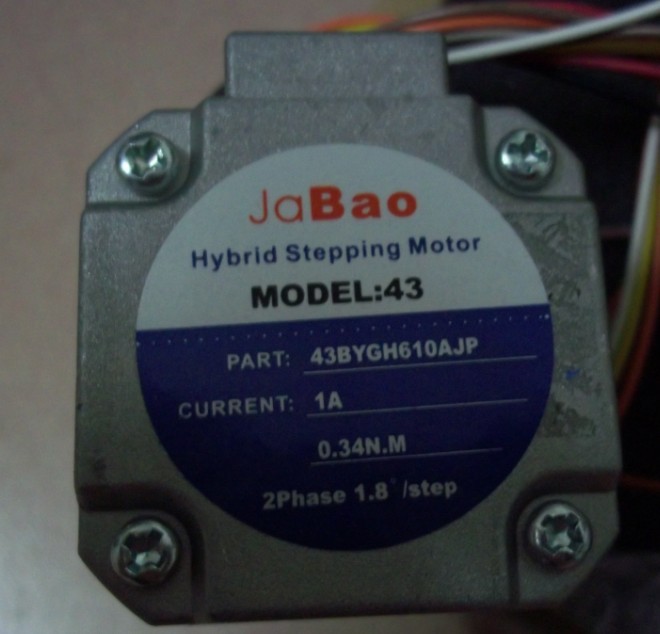 JaBao
Hybrid Stepping Motor
MODEL:43
PART: 43BYGH610AJP
CURRENT: 1A
0.34N.M
2Phase 1.8° /step